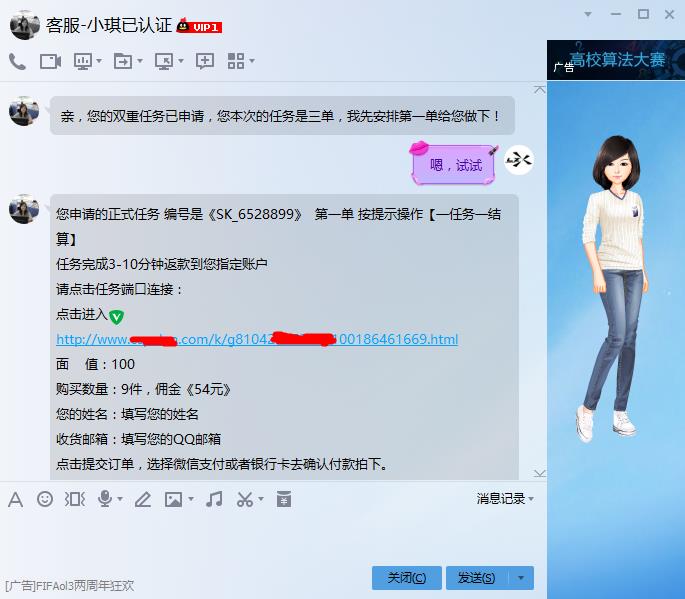 客服-小琪已认证 VIP1
广告
高校算法大赛
亲，您的双重任务已申请，您本次的任务是三单，我先安排第一单给您做下！
嗯，试试
您申请的正式任务 编号是《SK_6528899》 第一单 按提示操作【一任务一结
算】
任务完成3-10分钟返款到您指定账户
请点击任务端口连接：
点击进入
http://www. .com/k/g8104 100186461669.html
面 值：100
购买数量：9件，佣金《54元》
您的姓名：填写您的姓名
收货邮箱：填写您的QQ邮箱
点击提交订单，选择微信支付或者银行卡去确认付款拍下。
消息记录
[广告]FIFAol3两周年狂欢
关闭(C)
发送(S)